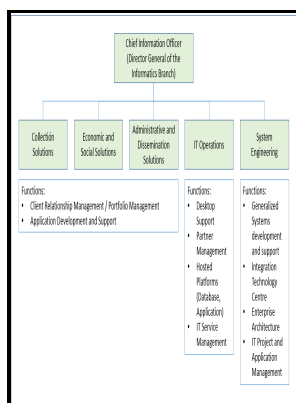 Chief Information Officer
(Director General of the
Informatics Branch)
Collection
Solutions
Economic and
Social Solutions
Administrative and
Dissemination
Solutions
IT Operations
System
Engineering
Functions:
• Client Relationship Management / Portfolio Management
• Application Development and Support
Functions:
• Desktop
Support
• Partner
Management
• Hosted
Platforms
(Database,
Application)
• IT Service
Management
Functions:
• Generalized
Systems
development
and support
• Integration
Technology
Centre
• Enterprise
Architecture
• IT Project and
Application
Management